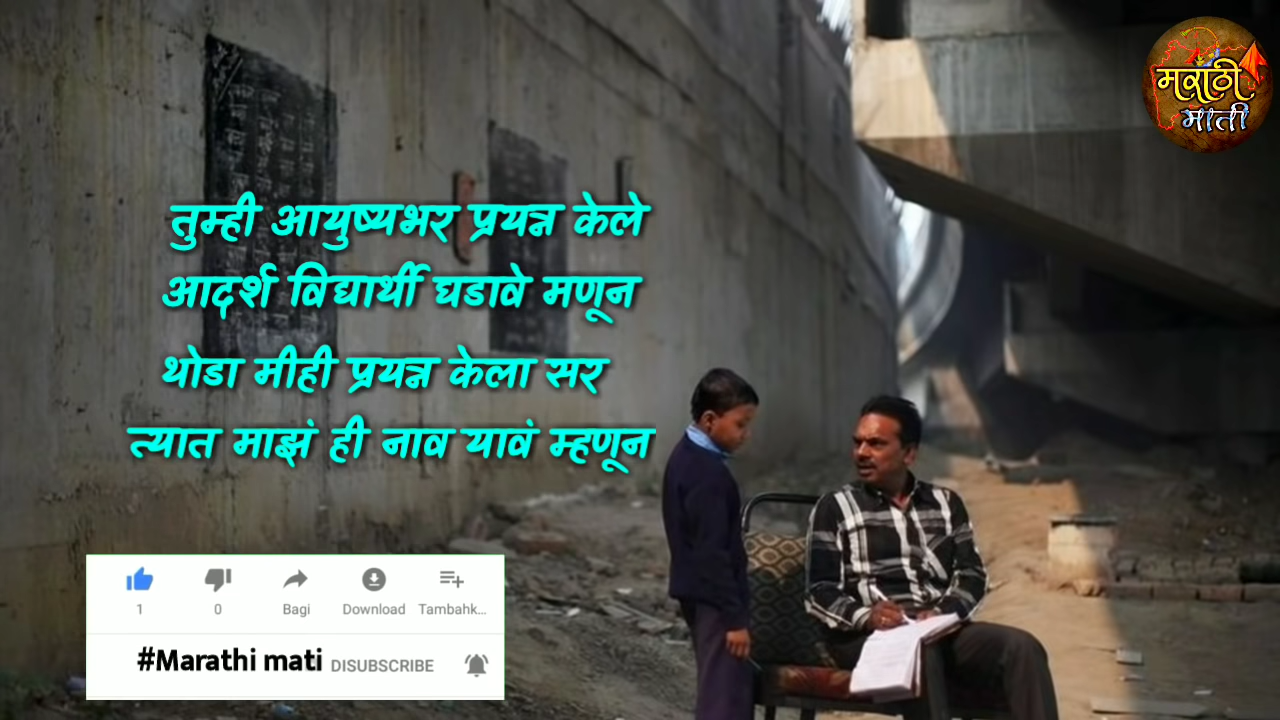 मराठी
माती
तुम्ही आयुष्यभर प्रयत्न केले
आदर्श विद्यार्थी घडावे मणून
थोडा मीही प्रयत्न केला सर
त्यात माझं ही नाव यावं म्हणून
1 0 Bagi Download Tambahk...
#Marathi mati DISUBSCRIBE